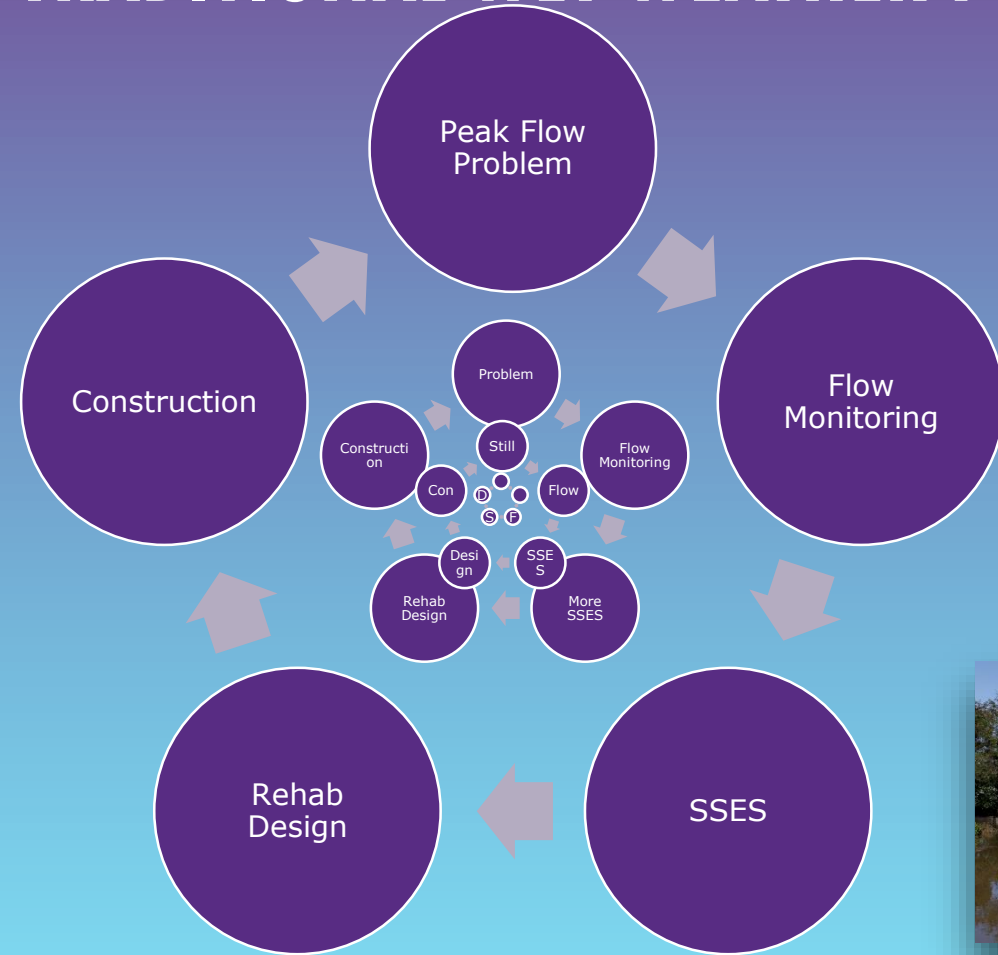 Peak Flow
Problem
Flow
Monitoring
SSES
Rehab
Design
Construction
Problem
Flow
Monitoring
More
SSES
Rehab
Design
Constructi
on
Still
Flow
SSE
S
Desi
gn
Con
D
S
F